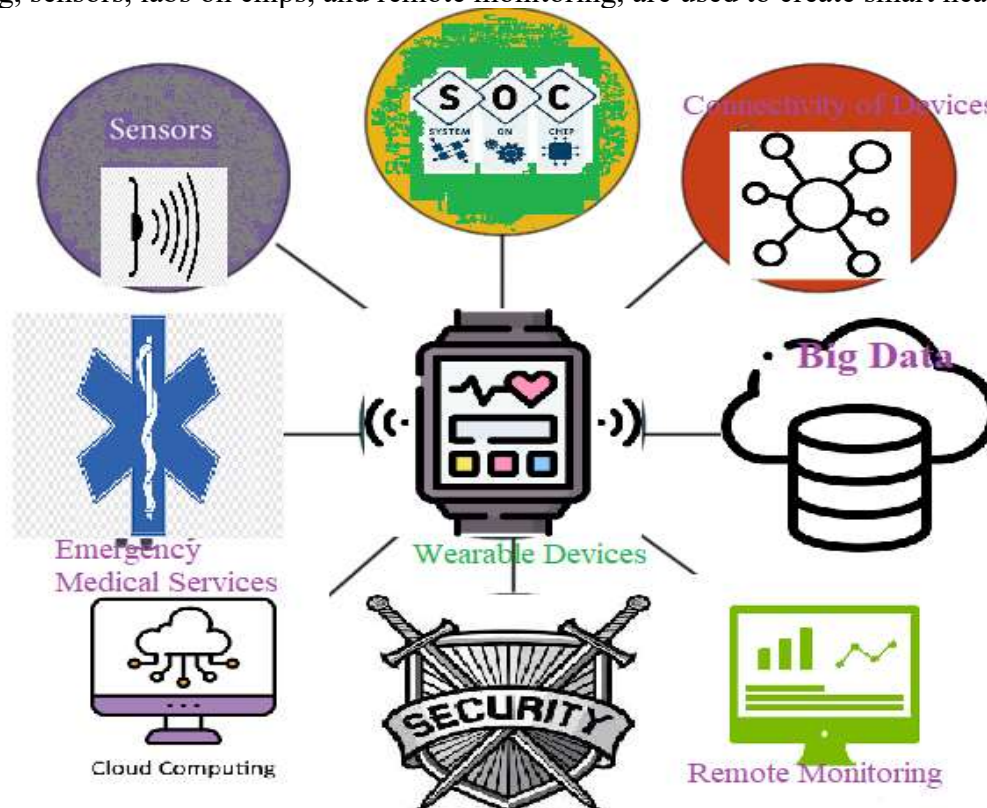 g, sensors, labs on chips, and remote monitoring, are used to create smart hea
Sensors
S O C
SYSTEM ON CHIP
Connectivity of Devices
Big Data
Emergency
Medical Services
Wearable Devices
Cloud Computing
SECURITY
Remote Monitoring